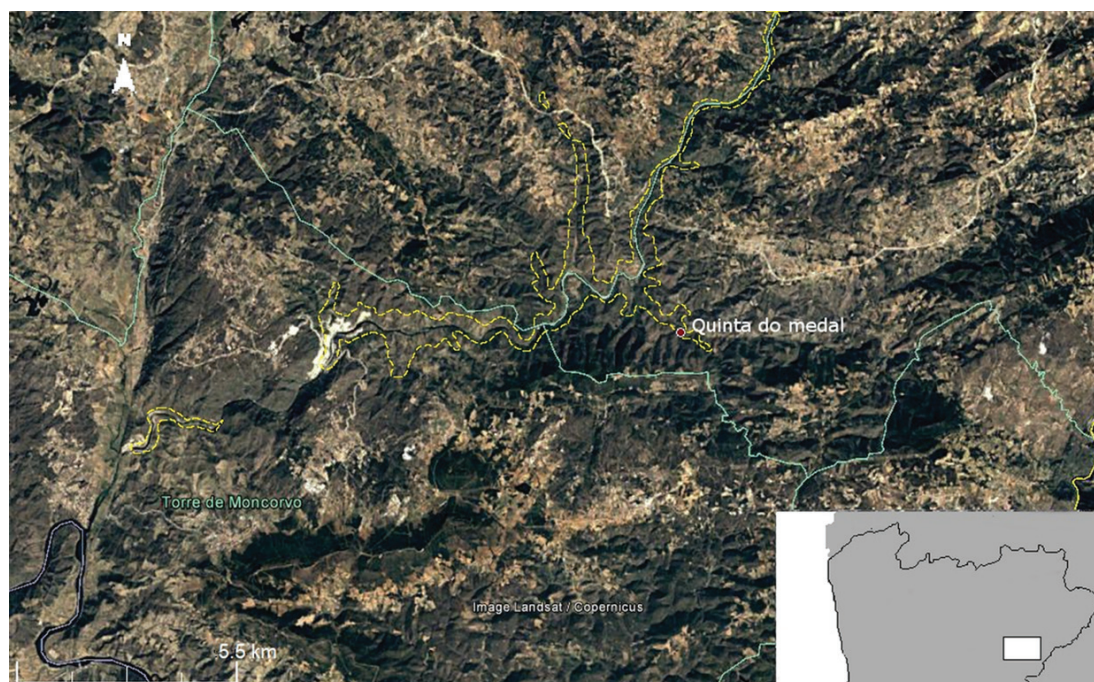 N
Quinta do medal
Torre de Moncorvo
Image Landsat / Copernicus
5.5 km